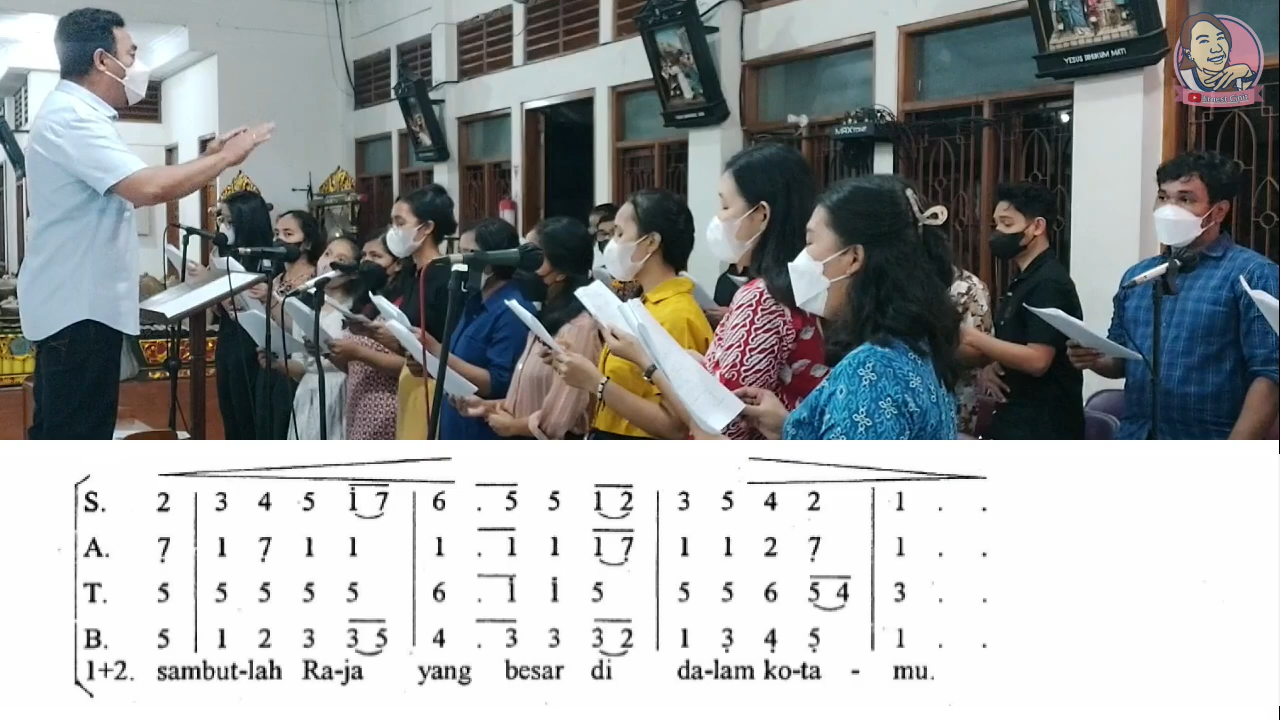 YESUS DIHUKUM MATI
MAXTONE
S. 2 | 3 4 5 i̇ 7 | 6 . 5 5 1 2 | 3 5 4 2 | 1 . .
A. 7̣ | 1 7̣ 1 1 | 1 . 1 1 1 7̣ | 1 1 2 7̣ | 1 . .
T. 5 | 5 5 5 5 | 6 . i̇ i̇ 5 | 5 5 6 5 4 | 3 . .
B. 5 | 1 2 3 3 5 | 4 . 3 3 3 2 | 1 3̣ 4̣ 5̣ | 1 . .
1+2. sambut-lah Ra-ja yang besar di da-lam ko-ta - mu.